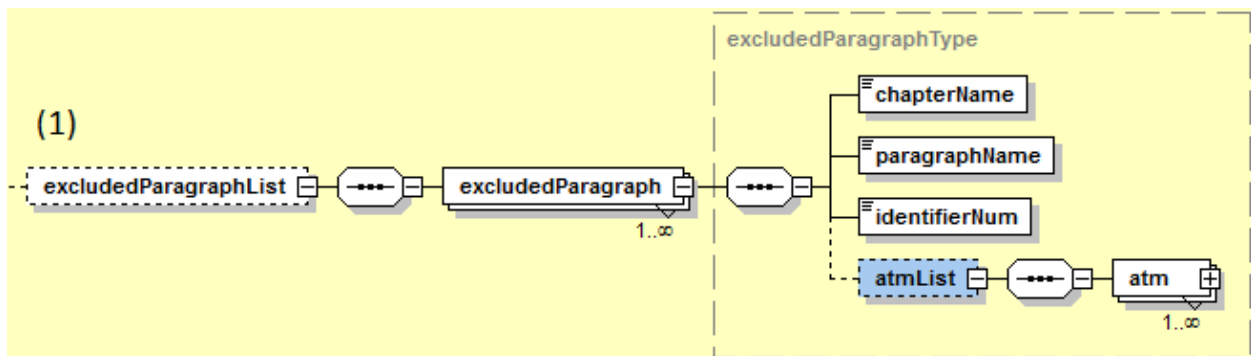 excludedParagraphType
chapterName
(1)
paragraphName
excludedParagraphList
excludedParagraph
1..∞
identifierNum
atmList
atm
1..∞